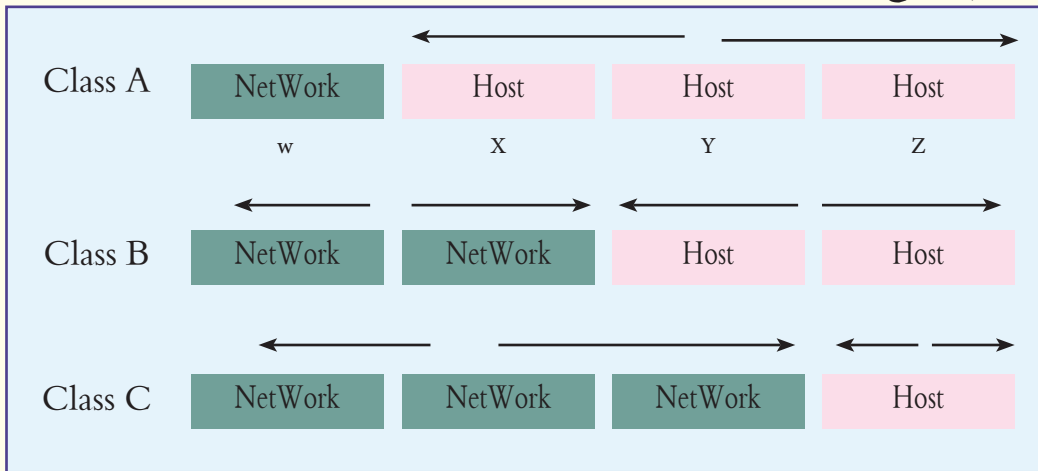 Class A NetWork Host Host Host
w X Y Z
Class B NetWork NetWork Host Host
Class C NetWork NetWork NetWork Host